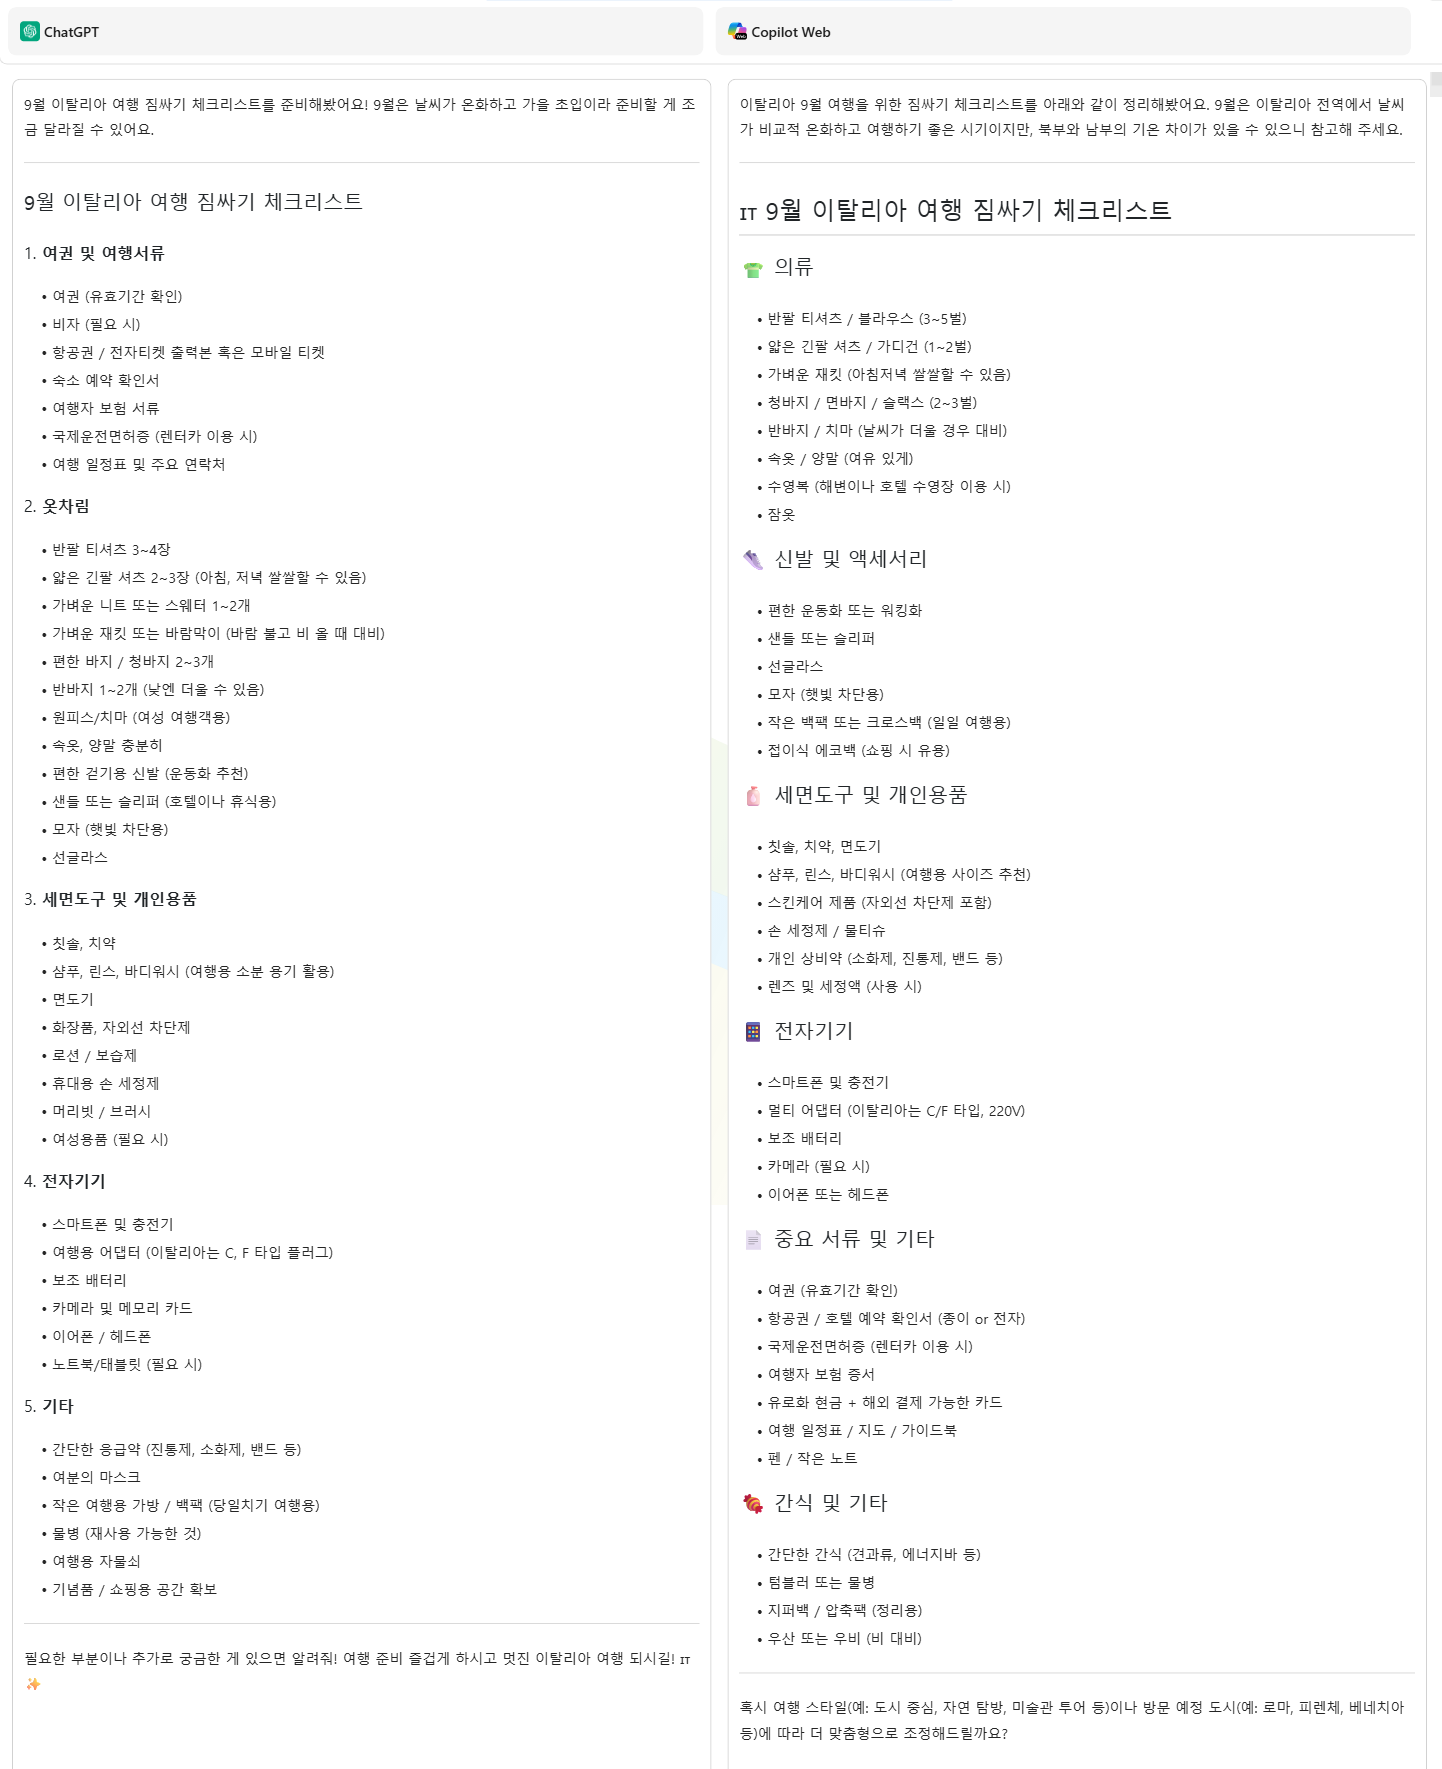 ChatGPT
9월 이탈리아 여행 짐싸기 체크리스트를 준비해봤어요! 9월은 날씨가 온화하고 가을 초입이라 준비할 게 조
금 달라질 수 있어요.
9월 이탈리아 여행 짐싸기 체크리스트
1. 여권 및 여행서류
• 여권 (유효기간 확인)
• 비자 (필요 시)
• 항공권 / 전자티켓 출력본 혹은 모바일 티켓
• 숙소 예약 확인서
• 여행자 보험 서류
• 국제운전면허증 (렌터카 이용 시)
• 여행 일정표 및 주요 연락처
2. 옷차림
• 반팔 티셔츠 3~4장
• 얇은 긴팔 셔츠 2~3장 (아침, 저녁 쌀쌀할 수 있음)
• 가벼운 니트 또는 스웨터 1~2개
• 가벼운 재킷 또는 바람막이 (바람 불고 비 올 때 대비)
• 편한 바지 / 청바지 2~3개
• 반바지 1~2개 (낮엔 더울 수 있음)
• 원피스/치마 (여성 여행객용)
• 속옷, 양말 충분히
• 편한 걷기용 신발 (운동화 추천)
• 샌들 또는 슬리퍼 (호텔이나 휴식용)
• 모자 (햇빛 차단용)
• 선글라스
3. 세면도구 및 개인용품
• 칫솔, 치약
• 샴푸, 린스, 바디워시 (여행용 소분 용기 활용)
• 면도기
• 화장품, 자외선 차단제
• 로션 / 보습제
• 휴대용 손 세정제
• 머리빗 / 브러시
• 여성용품 (필요 시)
4. 전자기기
• 스마트폰 및 충전기
• 여행용 어댑터 (이탈리아는 C, F 타입 플러그)
• 보조 배터리
• 카메라 및 메모리 카드
• 이어폰 / 헤드폰
• 노트북/태블릿 (필요 시)
5. 기타
• 간단한 응급약 (진통제, 소화제, 밴드 등)
• 여분의 마스크
• 작은 여행용 가방 / 백팩 (당일치기 여행용)
• 물병 (재사용 가능한 것)
• 여행용 자물쇠
• 기념품 / 쇼핑용 공간 확보
필요한 부분이나 추가로 궁금한 게 있으면 알려줘! 여행 준비 즐겁게 하시고 멋진 이탈리아 여행 되시길! IT
✨
Copilot Web
이탈리아 9월 여행을 위한 짐싸기 체크리스트를 아래와 같이 정리해봤어요. 9월은 이탈리아 전역에서 날씨
가 비교적 온화하고 여행하기 좋은 시기이지만, 북부와 남부의 기온 차이가 있을 수 있으니 참고해 주세요.
IT 9월 이탈리아 여행 짐싸기 체크리스트
👕 의류
• 반팔 티셔츠 / 블라우스 (3~5벌)
• 얇은 긴팔 셔츠 / 가디건 (1~2벌)
• 가벼운 재킷 (아침저녁 쌀쌀할 수 있음)
• 청바지 / 면바지 / 슬랙스 (2~3벌)
• 반바지 / 치마 (날씨가 더울 경우 대비)
• 속옷 / 양말 (여유 있게)
• 수영복 (해변이나 호텔 수영장 이용 시)
• 잠옷
👟 신발 및 액세서리
• 편한 운동화 또는 워킹화
• 샌들 또는 슬리퍼
• 선글라스
• 모자 (햇빛 차단용)
• 작은 백팩 또는 크로스백 (일일 여행용)
• 접이식 에코백 (쇼핑 시 유용)
🧴 세면도구 및 개인용품
• 칫솔, 치약, 면도기
• 샴푸, 린스, 바디워시 (여행용 사이즈 추천)
• 스킨케어 제품 (자외선 차단제 포함)
• 손 세정제 / 물티슈
• 개인 상비약 (소화제, 진통제, 밴드 등)
• 렌즈 및 세정액 (사용 시)
📱 전자기기
• 스마트폰 및 충전기
• 멀티 어댑터 (이탈리아는 C/F 타입, 220V)
• 보조 배터리
• 카메라 (필요 시)
• 이어폰 또는 헤드폰
📄 중요 서류 및 기타
• 여권 (유효기간 확인)
• 항공권 / 호텔 예약 확인서 (종이 or 전자)
• 국제운전면허증 (렌터카 이용 시)
• 여행자 보험 증서
• 유로화 현금 + 해외 결제 가능한 카드
• 여행 일정표 / 지도 / 가이드북
• 펜 / 작은 노트
🍬 간식 및 기타
• 간단한 간식 (견과류, 에너지바 등)
• 텀블러 또는 물병
• 지퍼백 / 압축팩 (정리용)
• 우산 또는 우비 (비 대비)
혹시 여행 스타일(예: 도시 중심, 자연 탐방, 미술관 투어 등)이나 방문 예정 도시(예: 로마, 피렌체, 베네치아
등)에 따라 더 맞춤형으로 조정해드릴까요?